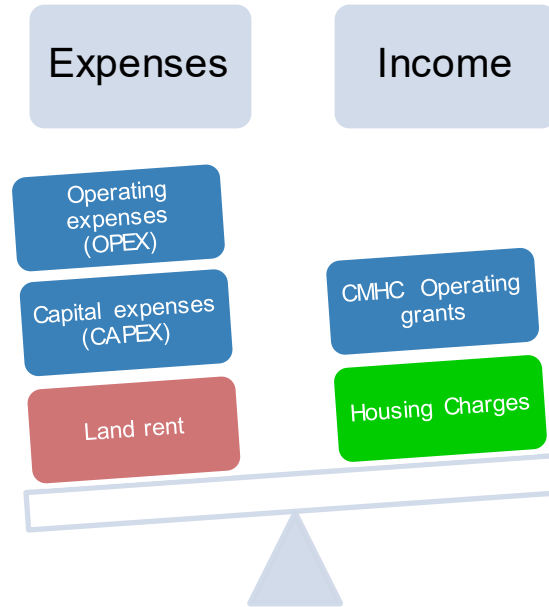 Expenses
Income
Operating
expenses
(OPEX)
Capital expenses
(CAPEX)
Land rent
CMHC Operating
grants
Housing Charges